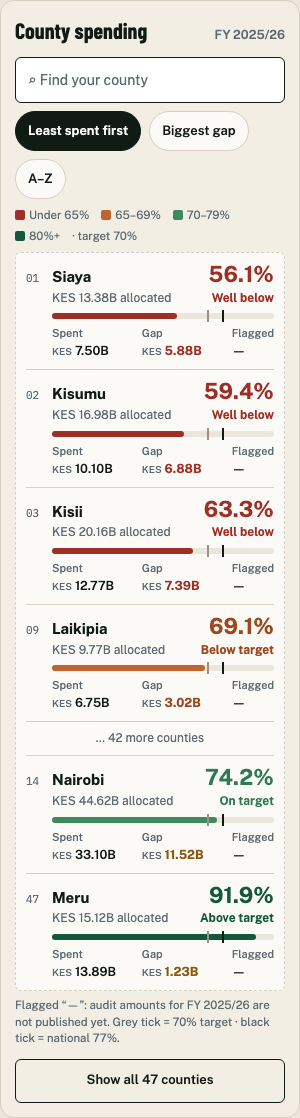 County spending FY 2025/26
⌕ Find your county
Least spent first Biggest gap
A–Z
Under 65% 65–69% 70–79%
80%+ · target 70%
01 Siaya 56.1%
KES 13.38B allocated Well below
Spent Gap Flagged
KES 7.50B KES 5.88B —
02 Kisumu 59.4%
KES 16.98B allocated Well below
Spent Gap Flagged
KES 10.10B KES 6.88B —
03 Kisii 63.3%
KES 20.16B allocated Well below
Spent Gap Flagged
KES 12.77B KES 7.39B —
09 Laikipia 69.1%
KES 9.77B allocated Below target
Spent Gap Flagged
KES 6.75B KES 3.02B —
... 42 more counties
14 Nairobi 74.2%
KES 44.62B allocated On target
Spent Gap Flagged
KES 33.10B KES 11.52B —
47 Meru 91.9%
KES 15.12B allocated Above target
Spent Gap Flagged
KES 13.89B KES 1.23B —
Flagged “—”: audit amounts for FY 2025/26 are
not published yet. Grey tick = 70% target · black
tick = national 77%.
Show all 47 counties